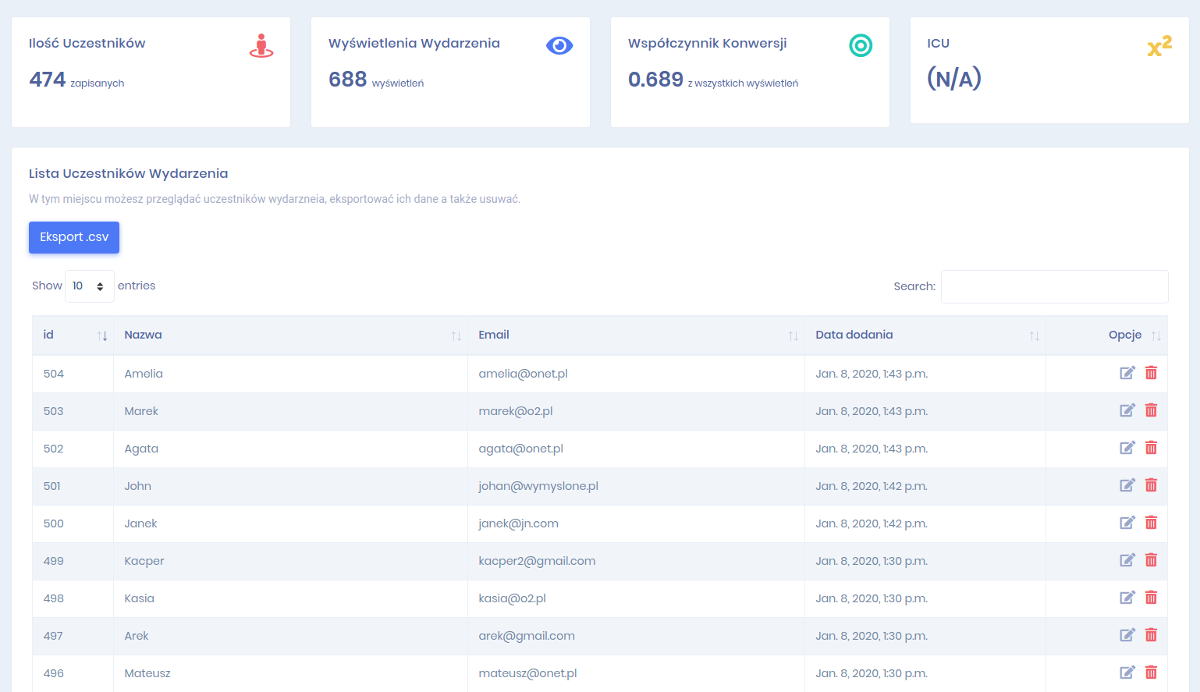 Ilość Uczestników
474 zapisanych
Wyświetlenia Wydarzenia
688 wyświetleń
Współczynnik Konwersji
0.689 z wszystkich wyświetleń
ICU
x²
(N/A)
Lista Uczestników Wydarzenia
W tym miejscu możesz przeglądać uczestników wydarzneia, eksportować ich dane a także usuwać.
Eksport .csv
Show 10 entries
Search:
id Nazwa Email Data dodania Opcje
504 Amelia amelia@onet.pl Jan. 8, 2020, 1:43 p.m.
503 Marek marek@o2.pl Jan. 8, 2020, 1:43 p.m.
502 Agata agata@onet.pl Jan. 8, 2020, 1:43 p.m.
501 John johan@wymyslone.pl Jan. 8, 2020, 1:42 p.m.
500 Janek janek@jn.com Jan. 8, 2020, 1:42 p.m.
499 Kacper kacper2@gmail.com Jan. 8, 2020, 1:30 p.m.
498 Kasia kasia@o2.pl Jan. 8, 2020, 1:30 p.m.
497 Arek arek@gmail.com Jan. 8, 2020, 1:30 p.m.
496 Mateusz mateusz@onet.pl Jan. 8, 2020, 1:30 p.m.